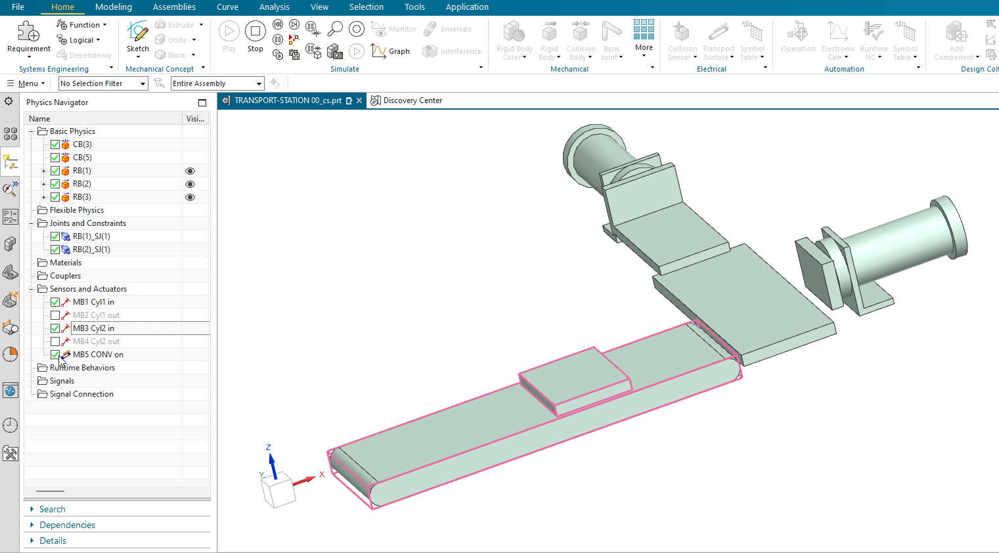 File Home Modeling Assemblies Curve Analysis View Selection Tools Application
Requirement
Function
Logical
Dependency
Systems Engineering
Sketch
Extrude
Unite
Block
Mechanical Concept
Play
Stop
Monitor
Graph
Envelope
Interference
Simulate
Rigid Body Color
Rigid Body
Collision Body
Basic Joint
More
Mechanical
Collision Sensor
Transport Surface
Symbol Table
Electrical
Operation
Electronic Cam
Runtime NC
Symbol Table
Automation
Add Component
Design Coll
Menu
No Selection Filter
Entire Assembly
Physics Navigator
TRANSPORT-STATION 00_cs.prt
Discovery Center
Name Visi...
Basic Physics
CB(3)
CB(5)
RB(1)
RB(2)
RB(3)
Flexible Physics
P1=
P2=
Joints and Constraints
RB(1)_SJ(1)
RB(2)_SJ(1)
Materials
Couplers
Sensors and Actuators
MB1 Cyl1 in
MB2 Cyl1 out
MB3 Cyl2 in
MB4 Cyl2 out
MB5 CONV on
Runtime Behaviors
Signals
Signal Connection
Z
Y
X
Search
Dependencies
Details